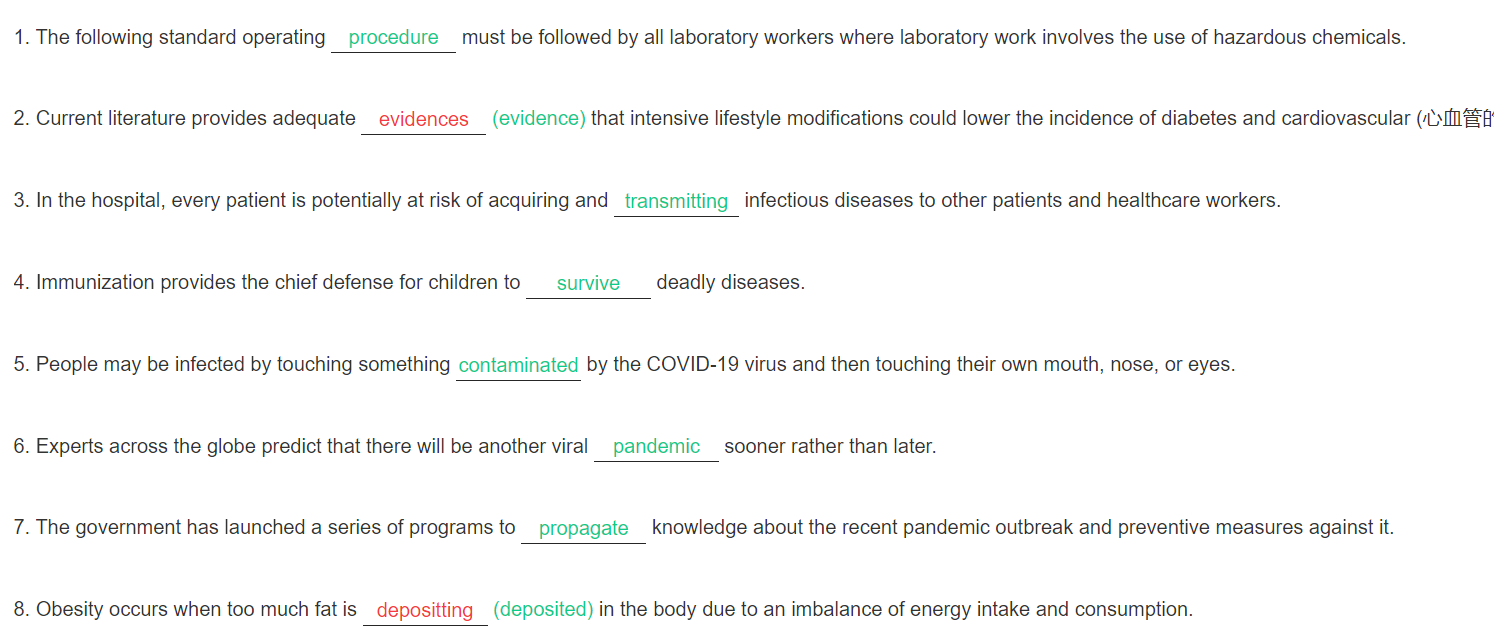 1. The following standard operating procedure must be followed by all laboratory workers where laboratory work involves the use of hazardous chemicals.
2. Current literature provides adequate evidences (evidence) that intensive lifestyle modifications could lower the incidence of diabetes and cardiovascular (心血管的
3. In the hospital, every patient is potentially at risk of acquiring and transmitting infectious diseases to other patients and healthcare workers.
4. Immunization provides the chief defense for children to survive deadly diseases.
5. People may be infected by touching something contaminated by the COVID-19 virus and then touching their own mouth, nose, or eyes.
6. Experts across the globe predict that there will be another viral pandemic sooner rather than later.
7. The government has launched a series of programs to propagate knowledge about the recent pandemic outbreak and preventive measures against it.
8. Obesity occurs when too much fat is depositting (deposited) in the body due to an imbalance of energy intake and consumption.